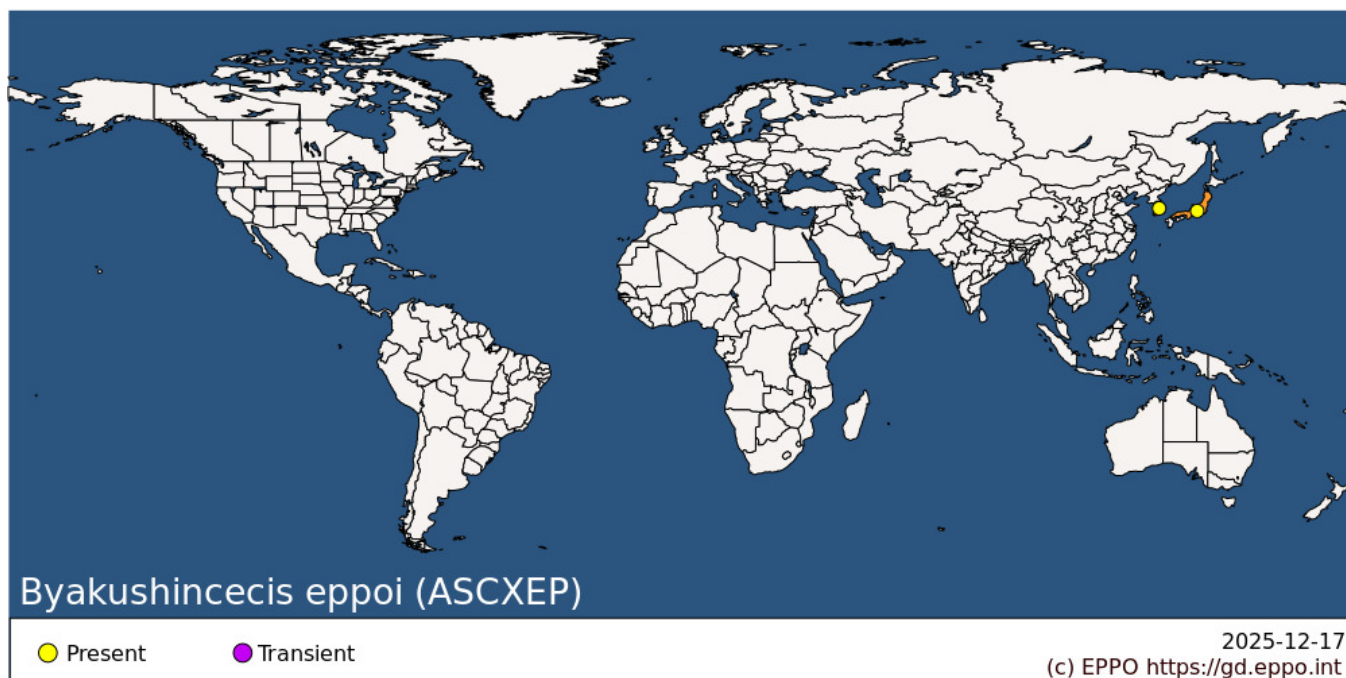 Byakushincecis eppoi (ASCXEP)
Present
Transient
2025-12-17
(c) EPPO https://gd.eppo.int